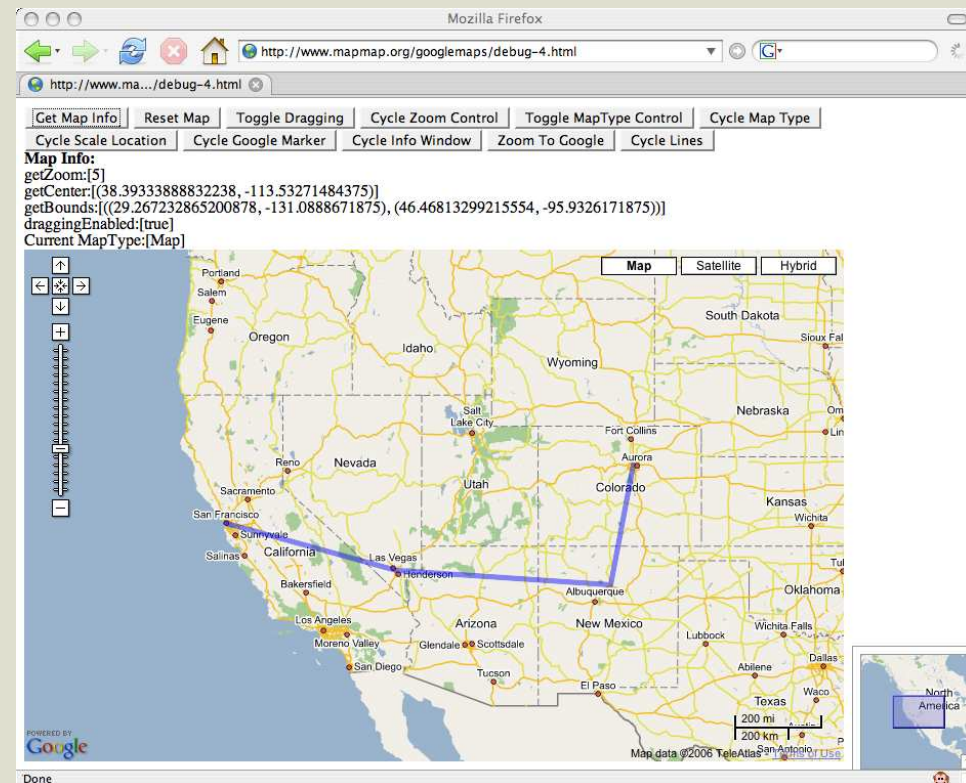 Mozilla Firefox
http://www.mapmap.org/googlemaps/debug-4.html
G
http://www.ma.../debug-4.html
Get Map Info Reset Map Toggle Dragging Cycle Zoom Control Toggle MapType Control Cycle Map Type
Cycle Scale Location Cycle Google Marker Cycle Info Window Zoom To Google Cycle Lines
Map Info:
getZoom:[5]
getCenter:[(38.39333888832238, -113.53271484375)]
getBounds:[((29.267232865200878, -131.0888671875), (46.46813299215554, -95.9326171875))]
draggingEnabled:[true]
Current MapType:[Map]
Map Satellite Hybrid
Portland
Salem
Eugene
Oregon
Idaho
Wyoming
South Dakota
Sioux Fal
Salt
Lake City
Nebraska
Om
Lin
Fort Collins
Aurora
Colorado
Reno
Nevada
Utah
Sacramento
Kansas
Wichita
San Francisco
Sunnyvale
Salinas
California
Las Vegas
Henderson
Tul
Bakersfield
Albuquerque
Oklahoma
Los Angeles
Moreno Valley
Arizona
Glendale
Scottsdale
New Mexico
Lubbock
Wichita Falls
San Diego
Tucson
Abilene
Dallas
El Paso
Texas
Waco
North
America
200 mi
Austin
200 km
San Antonio
POWERED BY
Google
Map data ©2006 TeleAtlas - Terms of Use
Done